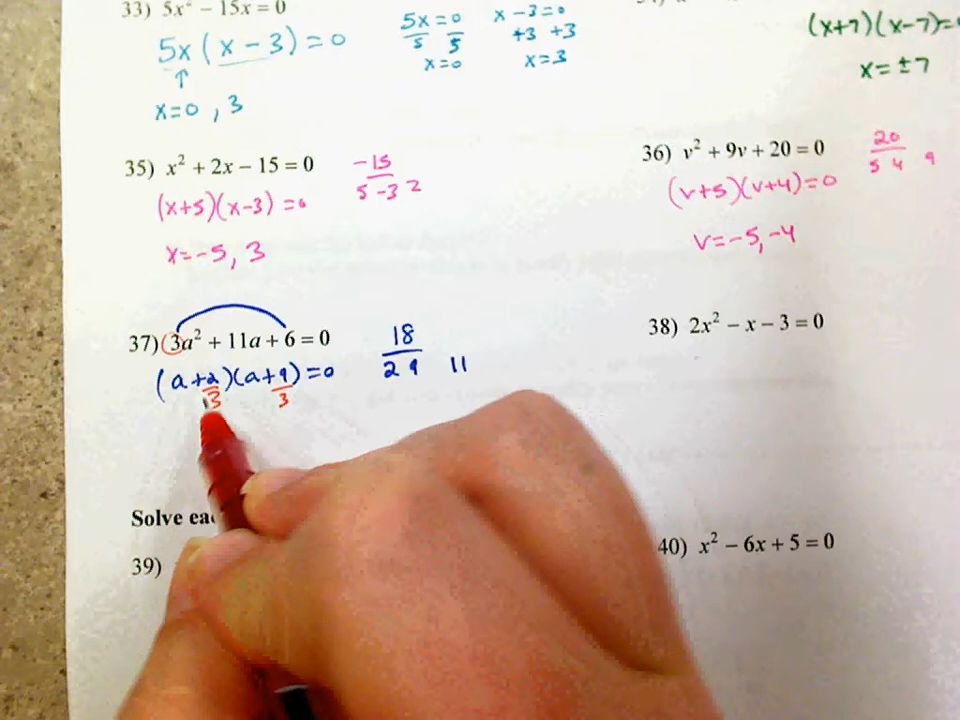 33) 5x² − 15x = 0
5x (x − 3) = 0
↑
x=0 , 3
5x = 0
5 5
x=0
x − 3 = 0
+3 +3
x=3
(x+7)(x−7)=
x = ±7
35) x² + 2x − 15 = 0
−15
5 −3 2
(x+5)(x−3) = 0
x=−5, 3
36) v² + 9v + 20 = 0
20
5 4 9
(v+5)(v+4)=0
v=−5,−4
37) 3a² + 11a + 6 = 0
18
2 9 11
(a+2)(a+9)=0
3 3
38) 2x² − x − 3 = 0
Solve ea
39)
40) x² − 6x + 5 = 0